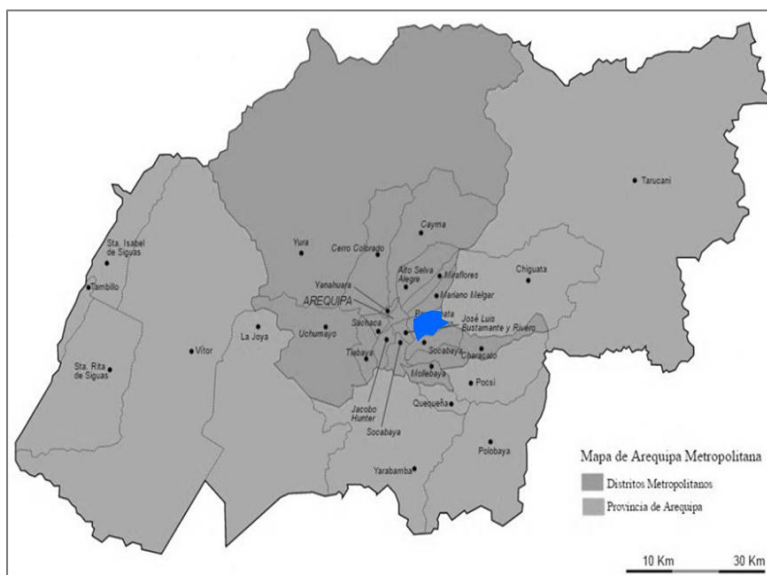 Tarucani
Cayma
Sta. Isabel
de Siguas
Yura
Cerro Colorado
Alto Selva
Alegre
Miraflores
Chiguata
Tambillo
Mariano Melgar
Yanahuara
AREQUIPA
José Luis
Bustamante y Rivero
Sachaca
Uchumayo
La Joya
Socabaya
Characato
Vítor
Tiabaya
Sta. Rita
de Siguas
Mollebaya
Pocsi
Jacobo
Hunter
Quequeña
Socabaya
Polobaya
Yarabamba
Mapa de Arequipa Metropolitana
Distritos Metropolitanos
Provincia de Arequipa
10 Km
30 Km